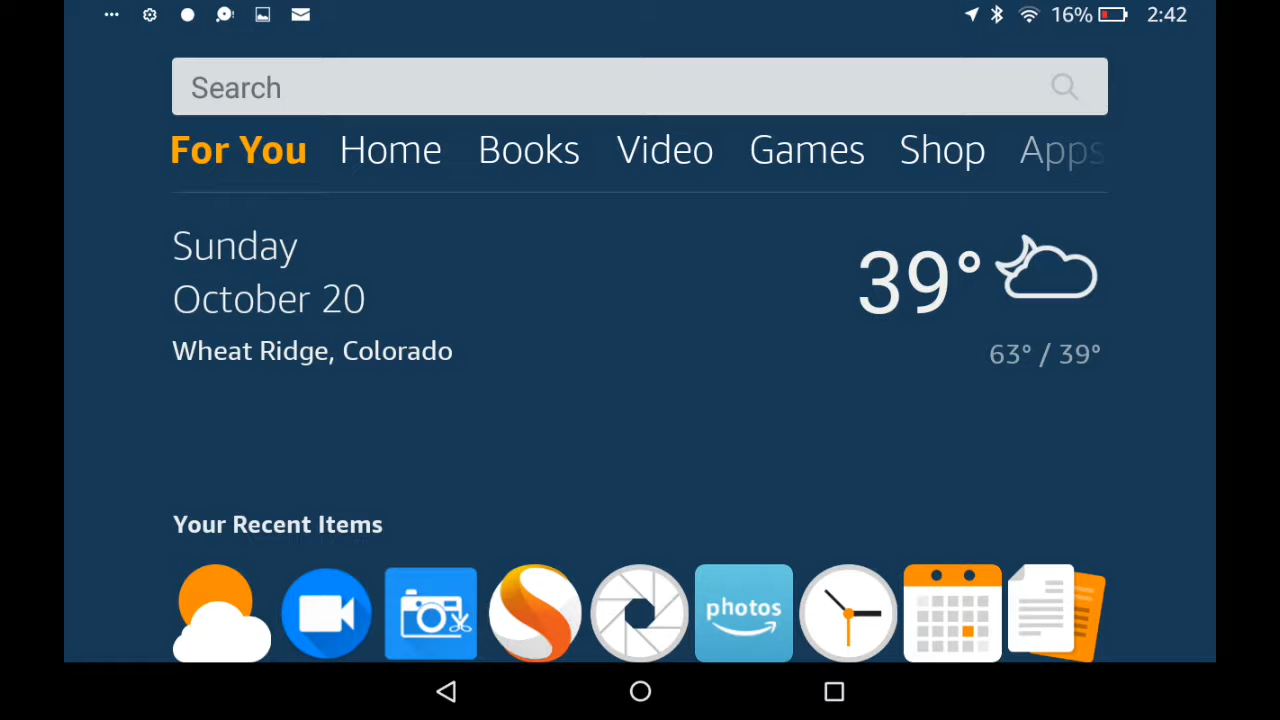 16% 2:42
Search
For You Home Books Video Games Shop Apps
Sunday
October 20
Wheat Ridge, Colorado
39°
63° / 39°
Your Recent Items
photos